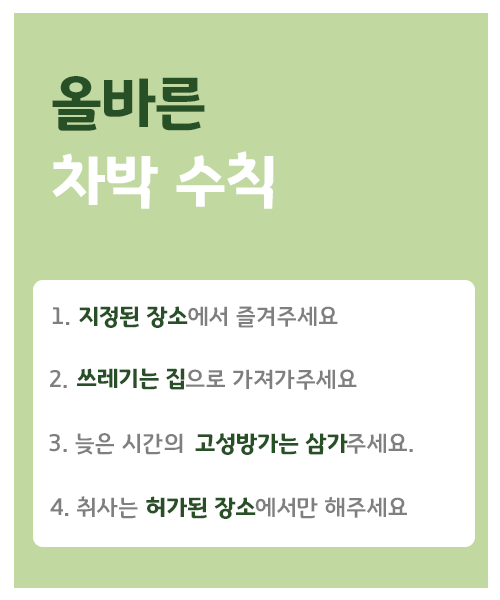 올바른
차박 수칙
1. 지정된 장소에서 즐겨주세요
2. 쓰레기는 집으로 가져가주세요
3. 늦은 시간의 고성방가는 삼가주세요.
4. 취사는 허가된 장소에서만 해주세요